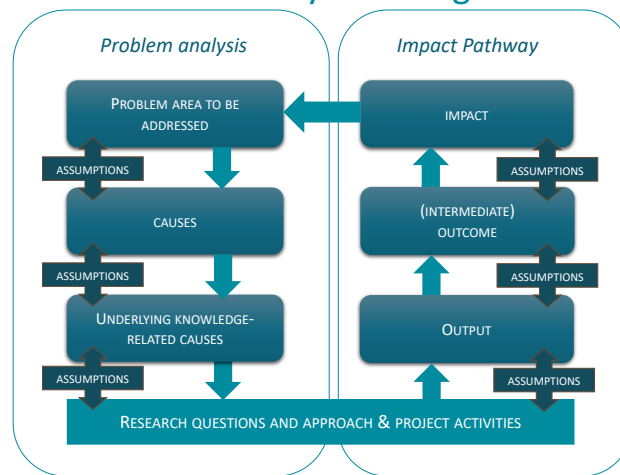 Problem analysis
Impact Pathway
PROBLEM AREA TO BE
ADDRESSED
IMPACT
ASSUMPTIONS
ASSUMPTIONS
CAUSES
(INTERMEDIATE)
OUTCOME
ASSUMPTIONS
ASSUMPTIONS
UNDERLYING KNOWLEDGE-
RELATED CAUSES
OUTPUT
ASSUMPTIONS
ASSUMPTIONS
RESEARCH QUESTIONS AND APPROACH & PROJECT ACTIVITIES